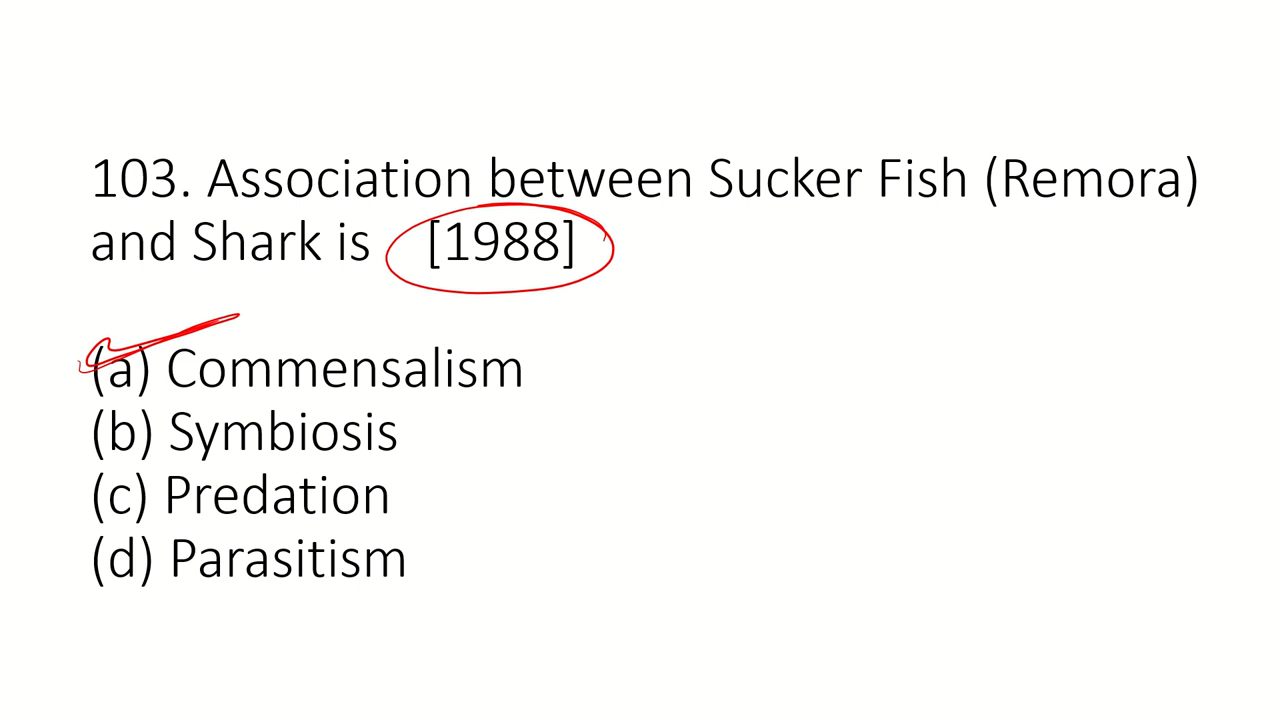 103. Association between Sucker Fish (Remora)
and Shark is [1988]
(a) Commensalism
(b) Symbiosis
(c) Predation
(d) Parasitism